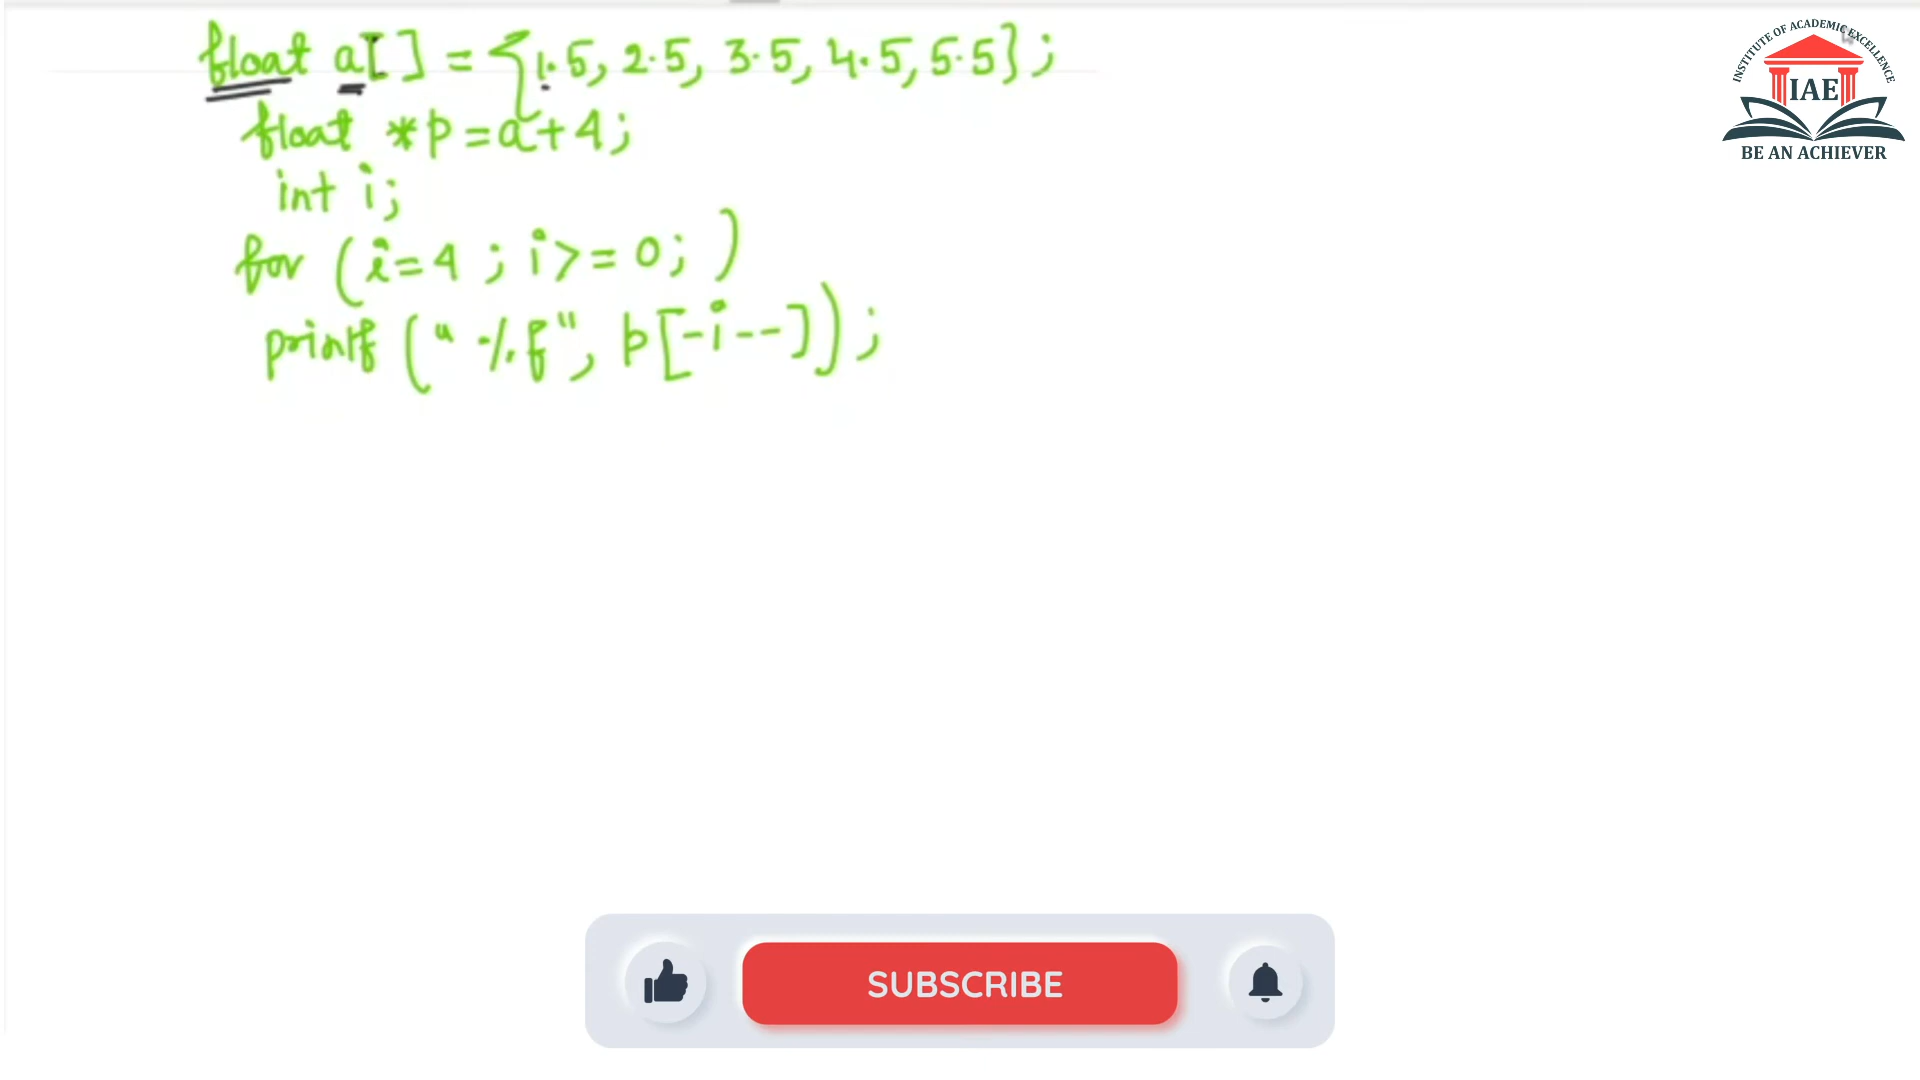 float a[] = {1.5, 2.5, 3.5, 4.5, 5.5};
float *p = a+4;
int i;
for (i=4 ; i>=0; )
printf ("%f", p[-i--]);
INSTITUTE OF ACADEMIC EXCELLENCE
IAE
BE AN ACHIEVER
SUBSCRIBE